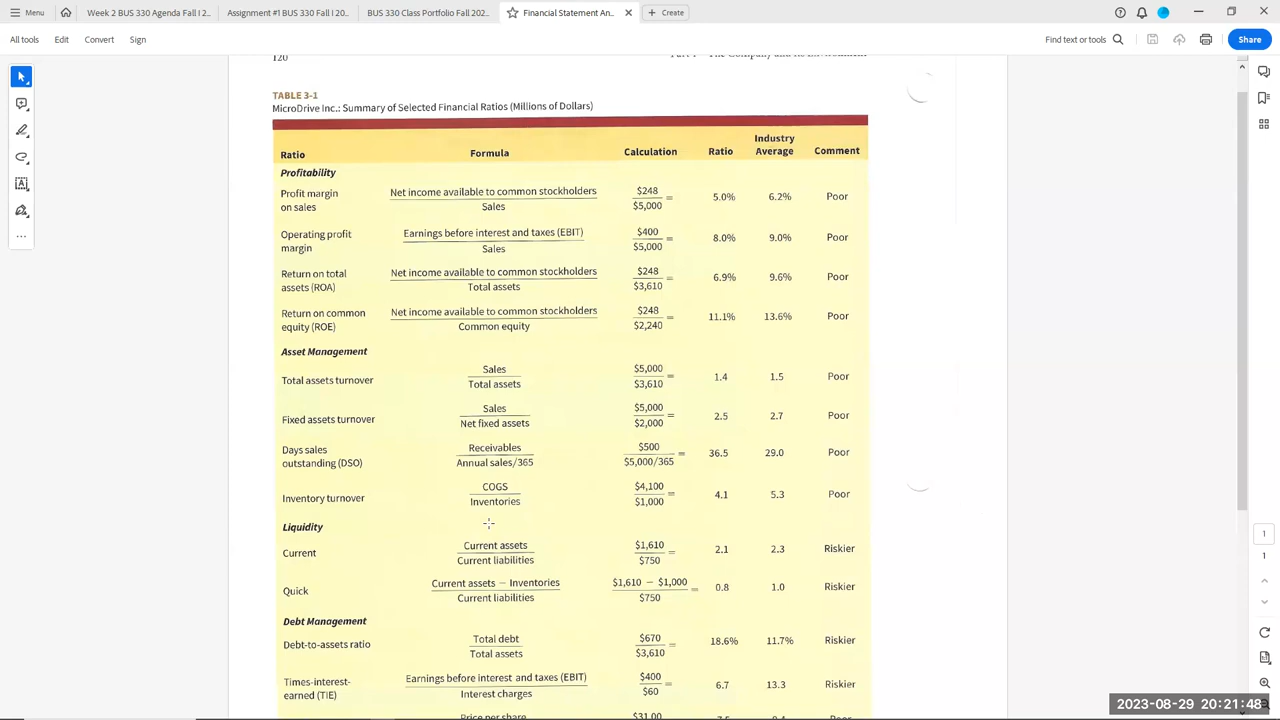 Menu
Week 2 BUS 330 Agenda Fall I 2...
Assignment #1 BUS 330 Fall I 20...
BUS 330 Class Portfolio Fall 202...
Financial Statement An...
Create
All tools Edit Convert Sign
Find text or tools
Share
120
TABLE 3-1
MicroDrive Inc.: Summary of Selected Financial Ratios (Millions of Dollars)
Ratio Formula Calculation Ratio Industry Average Comment
Profitability
Profit margin on sales Net income available to common stockholders / Sales $248 / $5,000 = 5.0% 6.2% Poor
Operating profit margin Earnings before interest and taxes (EBIT) / Sales $400 / $5,000 = 8.0% 9.0% Poor
Return on total assets (ROA) Net income available to common stockholders / Total assets $248 / $3,610 = 6.9% 9.6% Poor
Return on common equity (ROE) Net income available to common stockholders / Common equity $248 / $2,240 = 11.1% 13.6% Poor
Asset Management
Total assets turnover Sales / Total assets $5,000 / $3,610 = 1.4 1.5 Poor
Fixed assets turnover Sales / Net fixed assets $5,000 / $2,000 = 2.5 2.7 Poor
Days sales outstanding (DSO) Receivables / Annual sales/365 $500 / $5,000/365 = 36.5 29.0 Poor
Inventory turnover COGS / Inventories $4,100 / $1,000 = 4.1 5.3 Poor
Liquidity
Current Current assets / Current liabilities $1,610 / $750 = 2.1 2.3 Riskier
Quick Current assets − Inventories / Current liabilities $1,610 − $1,000 / $750 = 0.8 1.0 Riskier
Debt Management
Debt-to-assets ratio Total debt / Total assets $670 / $3,610 = 18.6% 11.7% Riskier
Times-interest-earned (TIE) Earnings before interest and taxes (EBIT) / Interest charges $400 / $60 = 6.7 13.3 Riskier
Price per share $31.00
1
1
2023-08-29 20:21:48